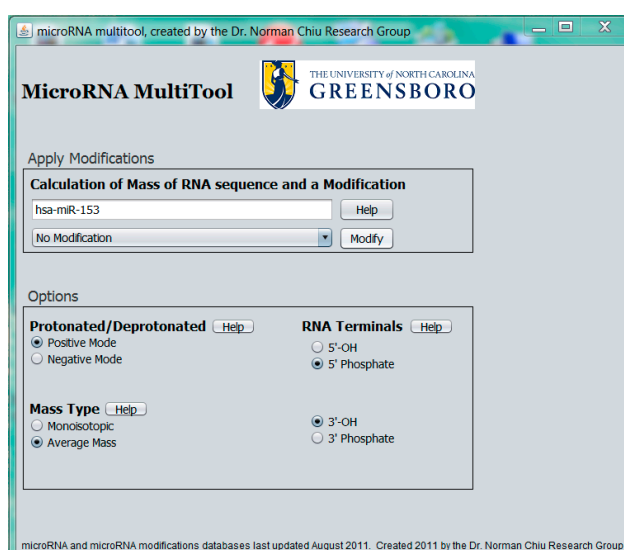 microRNA multitool, created by the Dr. Norman Chiu Research Group
MicroRNA MultiTool
THE UNIVERSITY of NORTH CAROLINA
GREENSBORO
Apply Modifications
Calculation of Mass of RNA sequence and a Modification
hsa-miR-153
Help
No Modification
Modify
Options
Protonated/Deprotonated Help
Positive Mode
Negative Mode
RNA Terminals Help
5'-OH
5' Phosphate
Mass Type Help
Monoisotopic
Average Mass
3'-OH
3' Phosphate
microRNA and microRNA modifications databases last updated August 2011. Created 2011 by the Dr. Norman Chiu Research Group